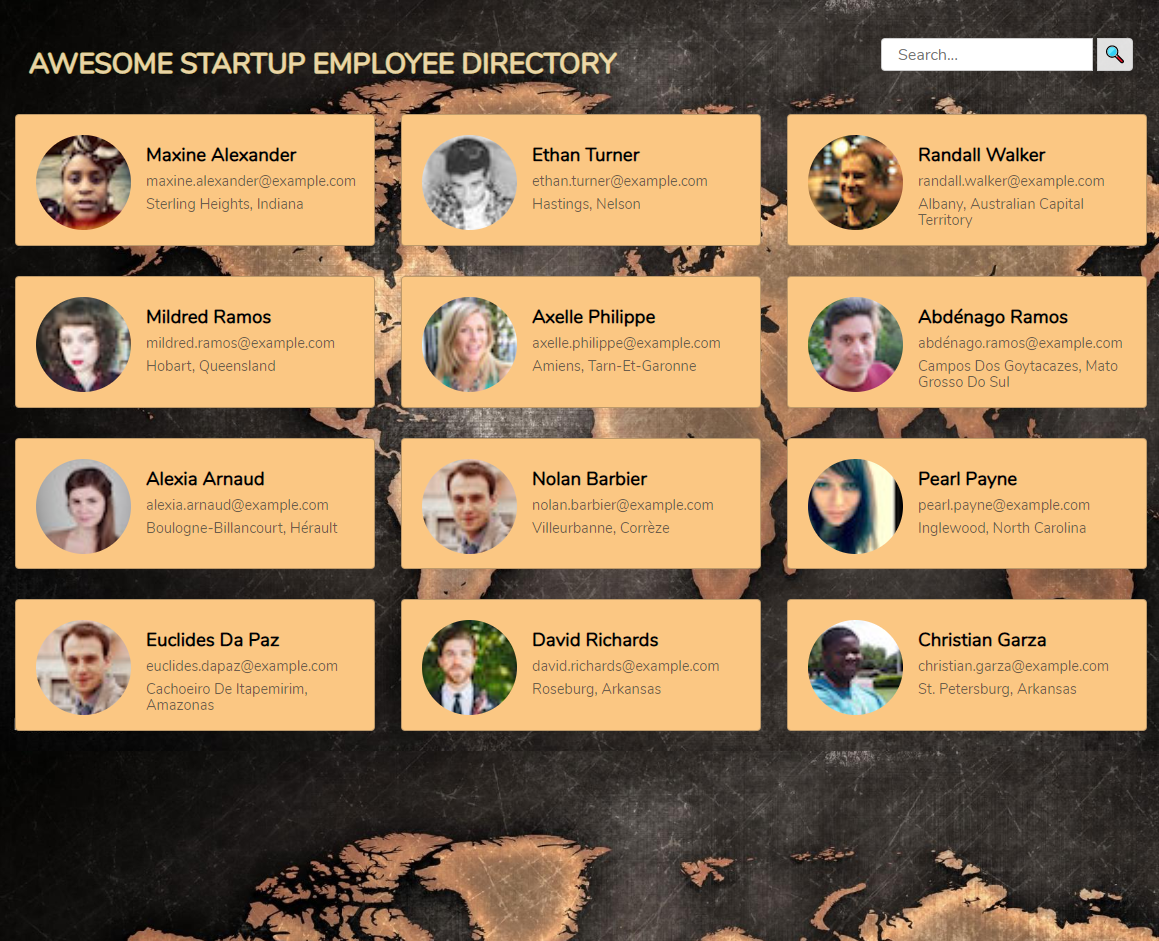 AWESOME STARTUP EMPLOYEE DIRECTORY
Search...
Maxine Alexander
maxine.alexander@example.com
Sterling Heights, Indiana
Ethan Turner
ethan.turner@example.com
Hastings, Nelson
Randall Walker
randall.walker@example.com
Albany, Australian Capital
Territory
Mildred Ramos
mildred.ramos@example.com
Hobart, Queensland
Axelle Philippe
axelle.philippe@example.com
Amiens, Tarn-Et-Garonne
Abdénago Ramos
abdénago.ramos@example.com
Campos Dos Goytacazes, Mato
Grosso Do Sul
Alexia Arnaud
alexia.arnaud@example.com
Boulogne-Billancourt, Hérault
Nolan Barbier
nolan.barbier@example.com
Villeurbanne, Corrèze
Pearl Payne
pearl.payne@example.com
Inglewood, North Carolina
Euclides Da Paz
euclides.dapaz@example.com
Cachoeiro De Itapemirim,
Amazonas
David Richards
david.richards@example.com
Roseburg, Arkansas
Christian Garza
christian.garza@example.com
St. Petersburg, Arkansas